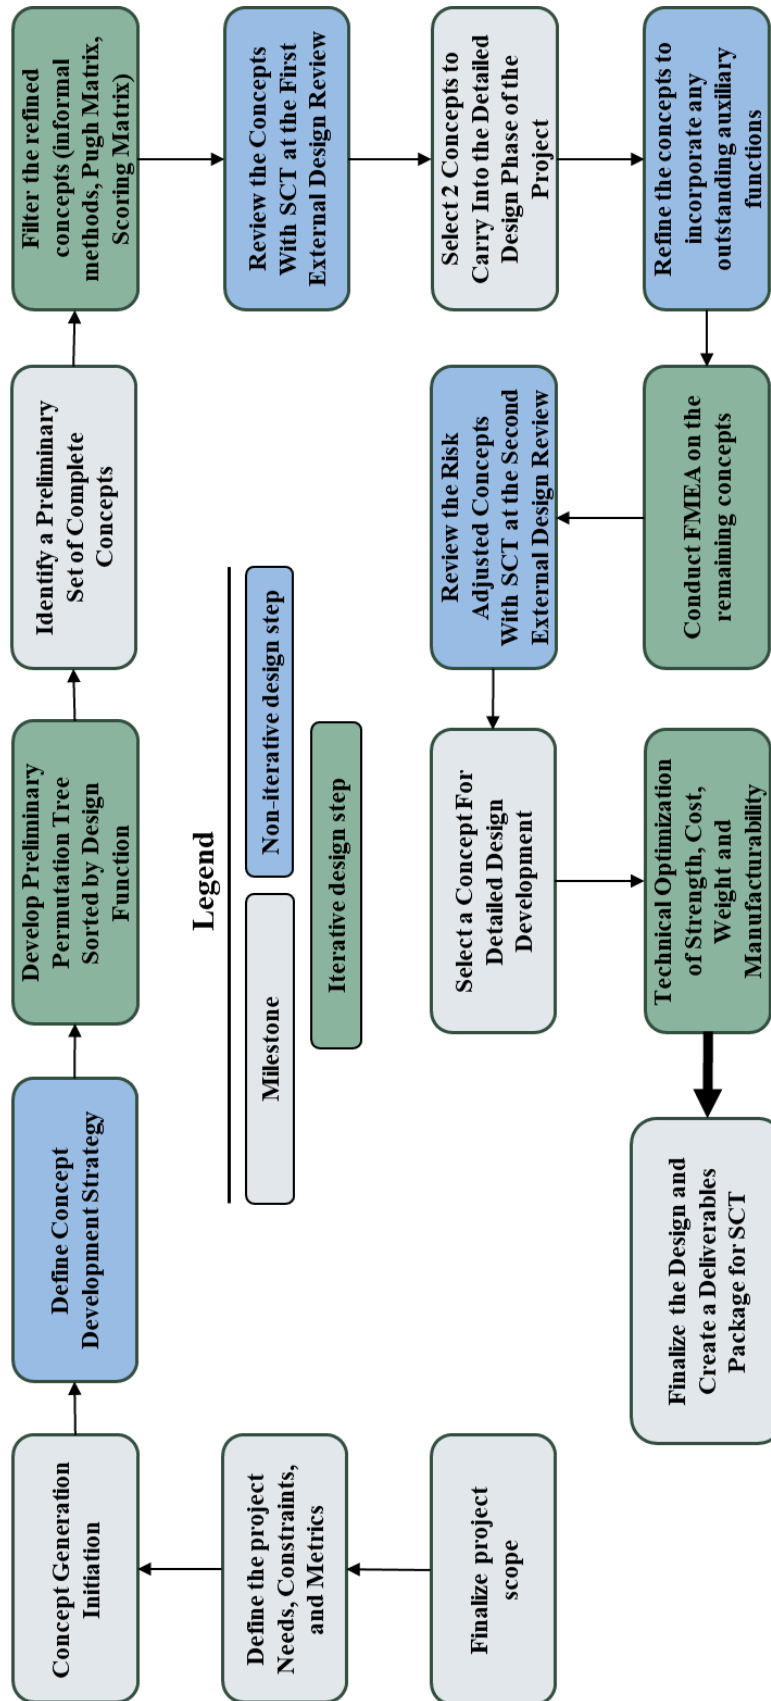 Finalize project
scope
Define the project
Needs, Constraints,
and Metrics
Concept Generation
Initiation
Define Concept
Development Strategy
Develop Preliminary
Permutation Tree
Sorted by Design
Function
Identify a Preliminary
Set of Complete
Concepts
Filter the refined
concepts (informal
methods, Pugh Matrix,
Scoring Matrix)
Review the Concepts
With SCT at the First
External Design Review
Select 2 Concepts to
Carry Into the Detailed
Design Phase of the
Project
Refine the concepts to
incorporate any
outstanding auxiliary
functions
Conduct FMEA on the
remaining concepts
Review the Risk
Adjusted Concepts
With SCT at the Second
External Design Review
Select a Concept For
Detailed Design
Development
Technical Optimization
of Strength, Cost,
Weight and
Manufacturability
Finalize the Design and
Create a Deliverables
Package for SCT
Legend
Milestone
Non-iterative design step
Iterative design step